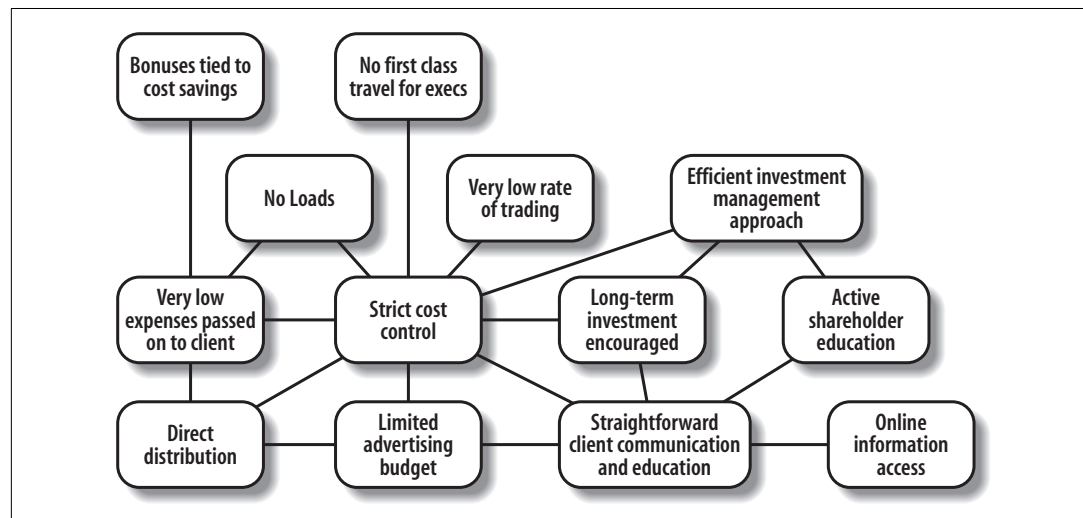 Bonuses tied to
cost savings
No first class
travel for execs
No Loads
Very low rate
of trading
Efficient investment
management
approach
Very low
expenses passed
on to client
Strict cost
control
Long-term
investment
encouraged
Active
shareholder
education
Direct
distribution
Limited
advertising
budget
Straightforward
client communication
and education
Online
information
access